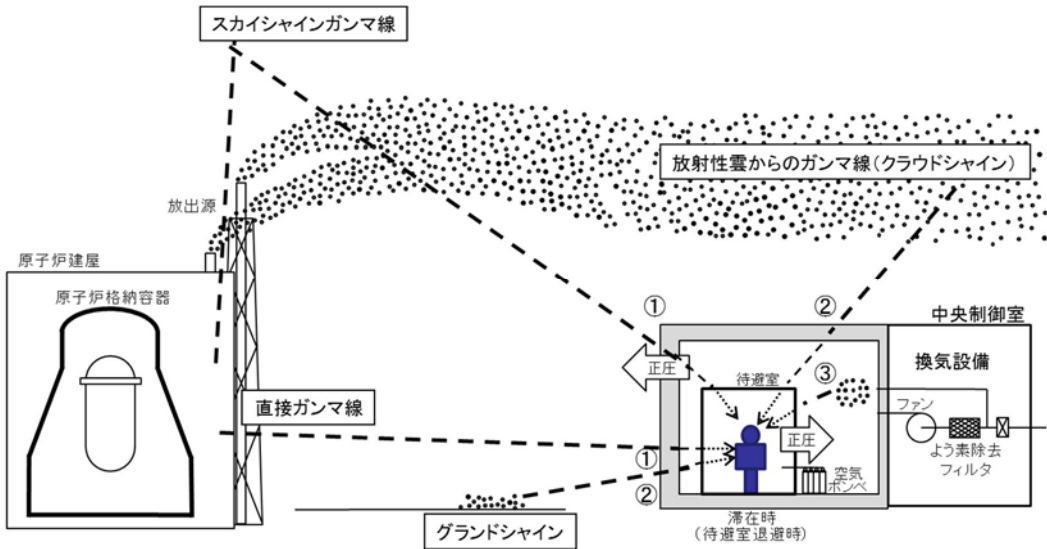 スカイシャインガンマ線
放射性雲からのガンマ線(クラウドシャイン)
放出源
原子炉建屋
原子炉格納容器
①
②
中央制御室
換気設備
正圧
待避室
③
ファン
直接ガンマ線
正圧
よう素除去
フィルタ
①
②
空気
ボンベ
グランドシャイン
滞在時
(待避室退避時)